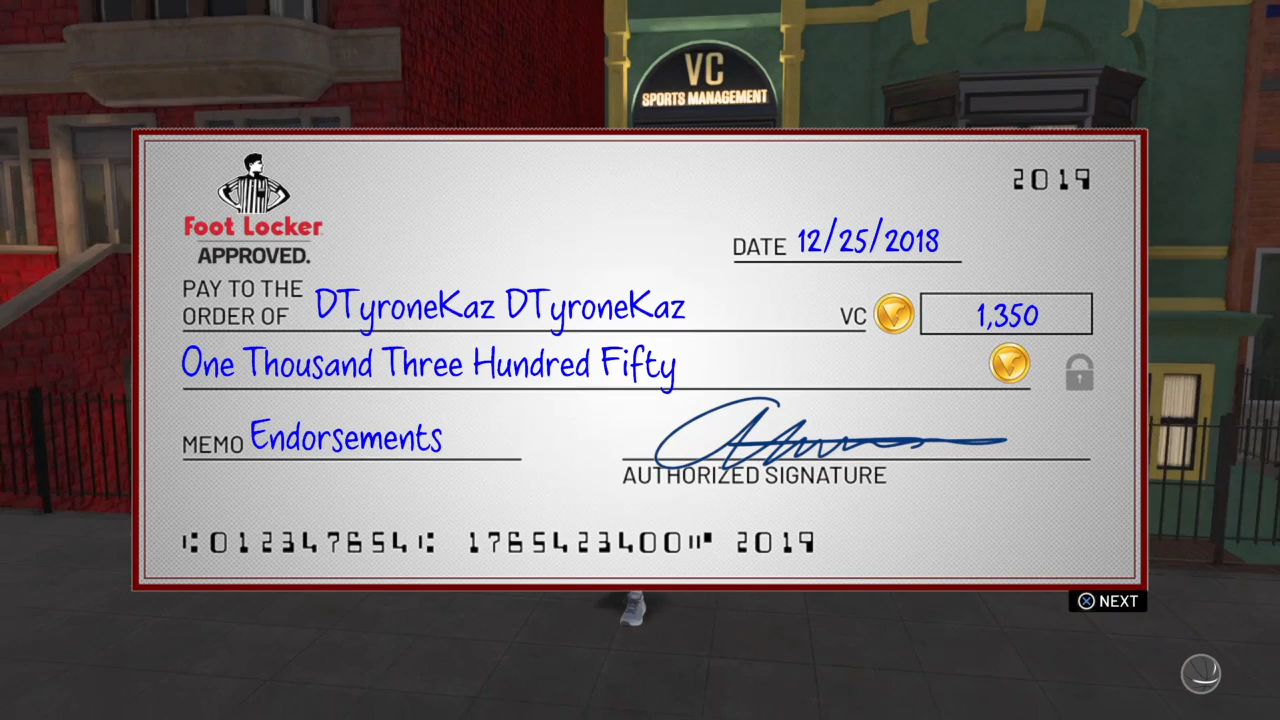 VC
SPORTS MANAGEMENT
2019
Foot Locker
APPROVED.
DATE 12/25/2018
PAY TO THE
ORDER OF DTyroneKaz DTyroneKaz
VC 1,350
One Thousand Three Hundred Fifty
MEMO Endorsements
AUTHORIZED SIGNATURE
⑆012347654⑆ 1765423400⑈ 2019
NEXT